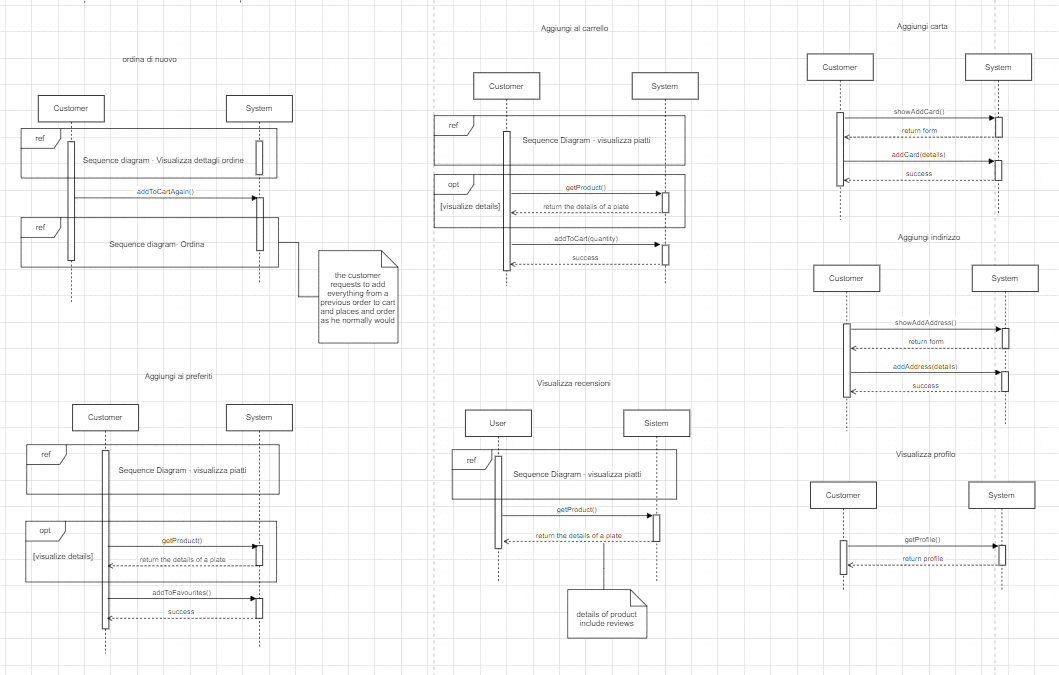 ordina di nuovo
Customer
System
ref
Sequence diagram - Visualizza dettagli ordine
addToCartAgain()
ref
Sequence diagram- Ordina
the customer
requests to add
everything from a
previous order to cart
and places and order
as he normally would
Aggiungi ai preferiti
Customer
System
ref
Sequence Diagram - visualizza piatti
opt
getProduct()
[visualize details]
return the details of a plate
addToFavourites()
success
Aggiungi al carrello
Customer
System
ref
Sequence Diagram - visualizza piatti
opt
getProduct()
[visualize details]
return the details of a plate
addToCart(quantity)
success
Visualizza recensioni
User
Sistem
ref
Sequence Diagram - visualizza piatti
getProduct()
return the details of a plate
details of product
include reviews
Aggiungi carta
Customer
System
showAddCard()
return form
addCard(details)
success
Aggiungi indirizzo
Customer
System
showAddAddress()
return form
addAddress(details)
success
Visualizza profilo
Customer
System
getProfile()
return profile